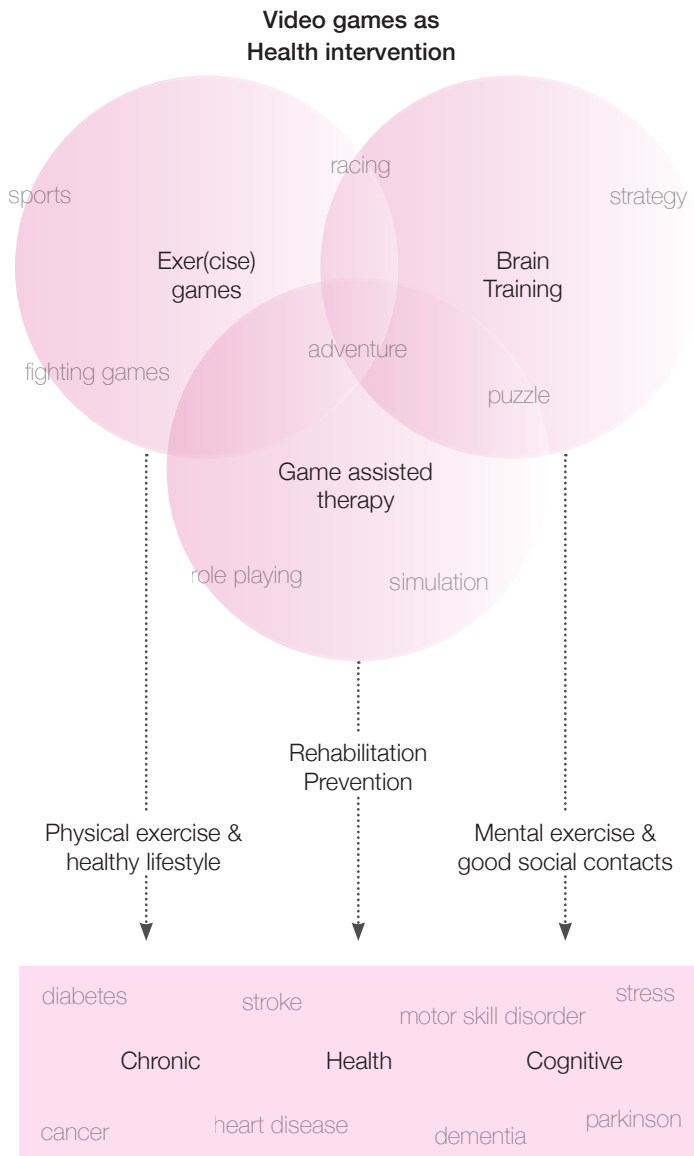 Video games as
Health intervention
racing
sports
strategy
Exer(cise)
games
Brain
Training
adventure
fighting games
puzzle
Game assisted
therapy
role playing
simulation
Rehabilitation
Prevention
Physical exercise &
healthy lifestyle
Mental exercise &
good social contacts
diabetes
stroke
motor skill disorder
stress
Chronic
Health
Cognitive
cancer
heart disease
dementia
parkinson